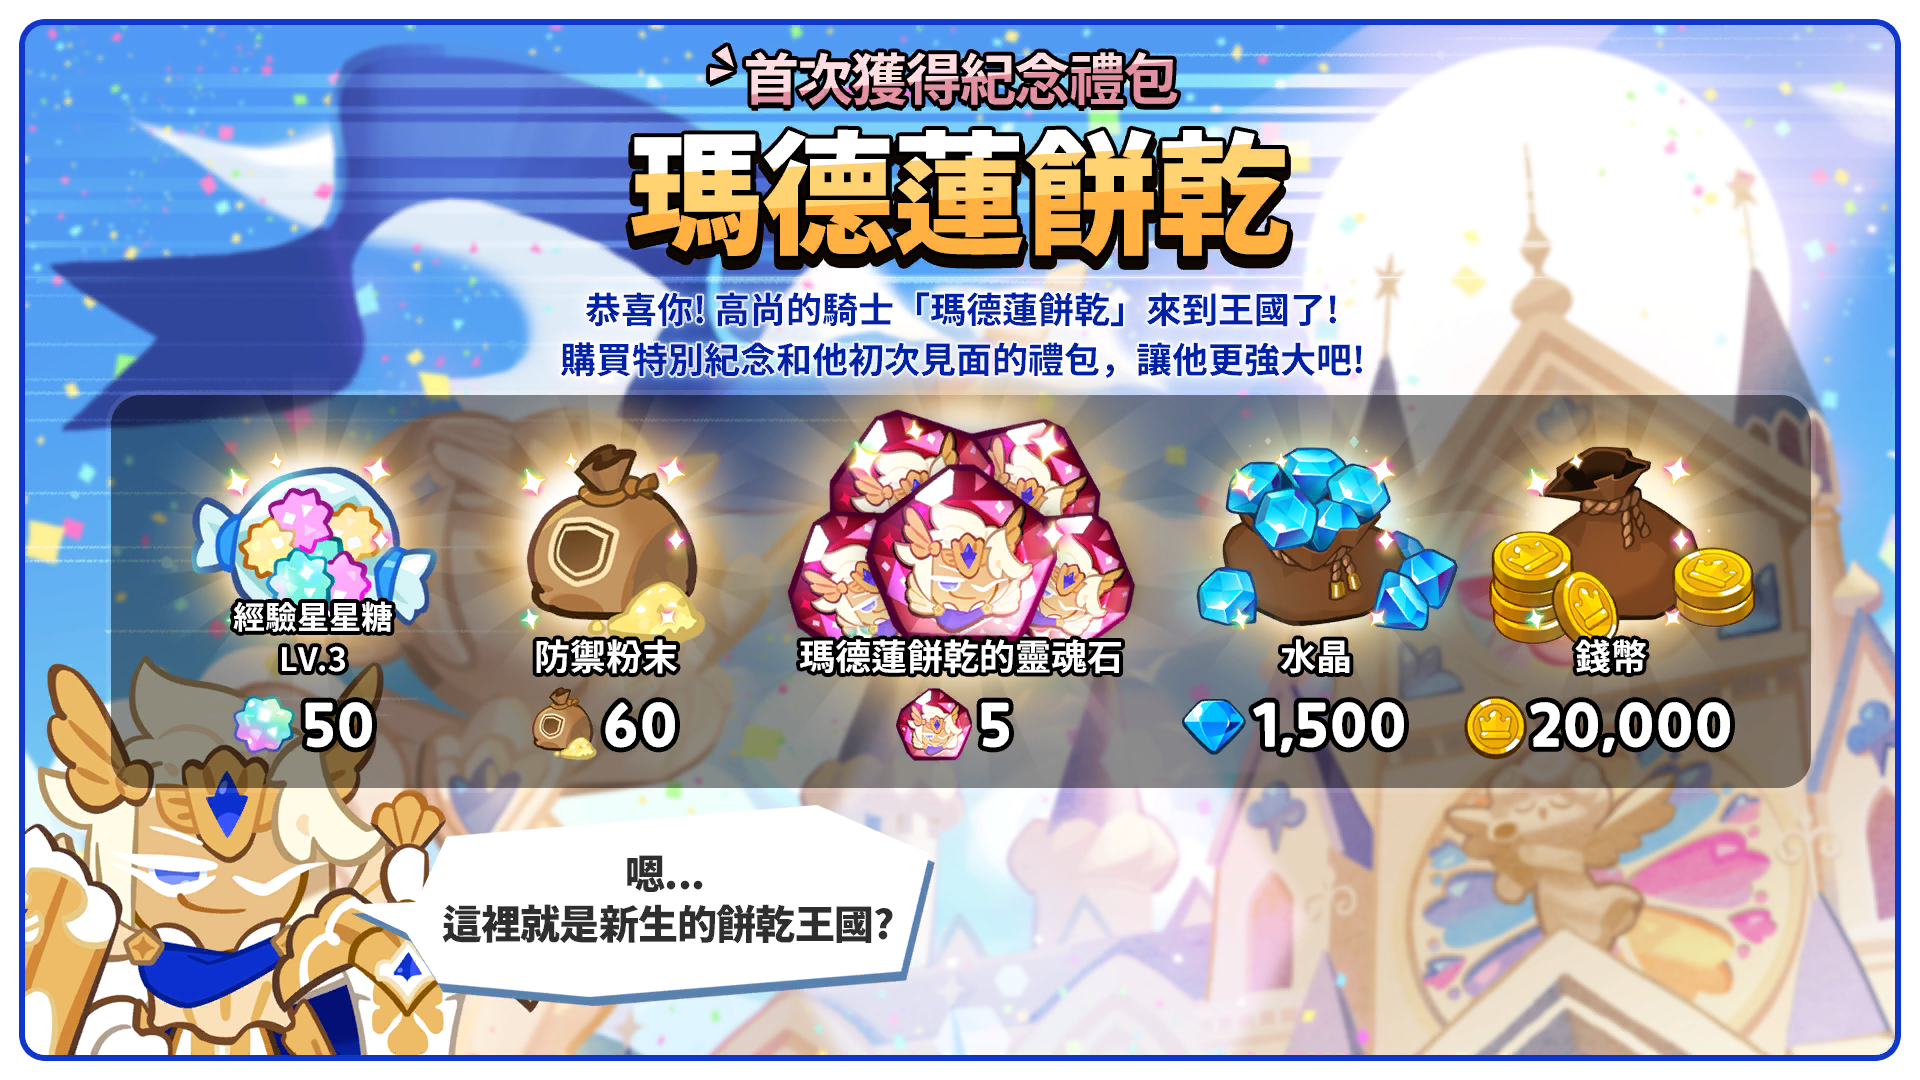 首次獲得紀念禮包
瑪德蓮餅乾
恭喜你! 高尚的騎士「瑪德蓮餅乾」來到王國了!
購買特別紀念和他初次見面的禮包，讓他更強大吧!
經驗星星糖
LV.3
50
防禦粉末
60
瑪德蓮餅乾的靈魂石
5
水晶
1,500
錢幣
20,000
嗯...
這裡就是新生的餅乾王國?